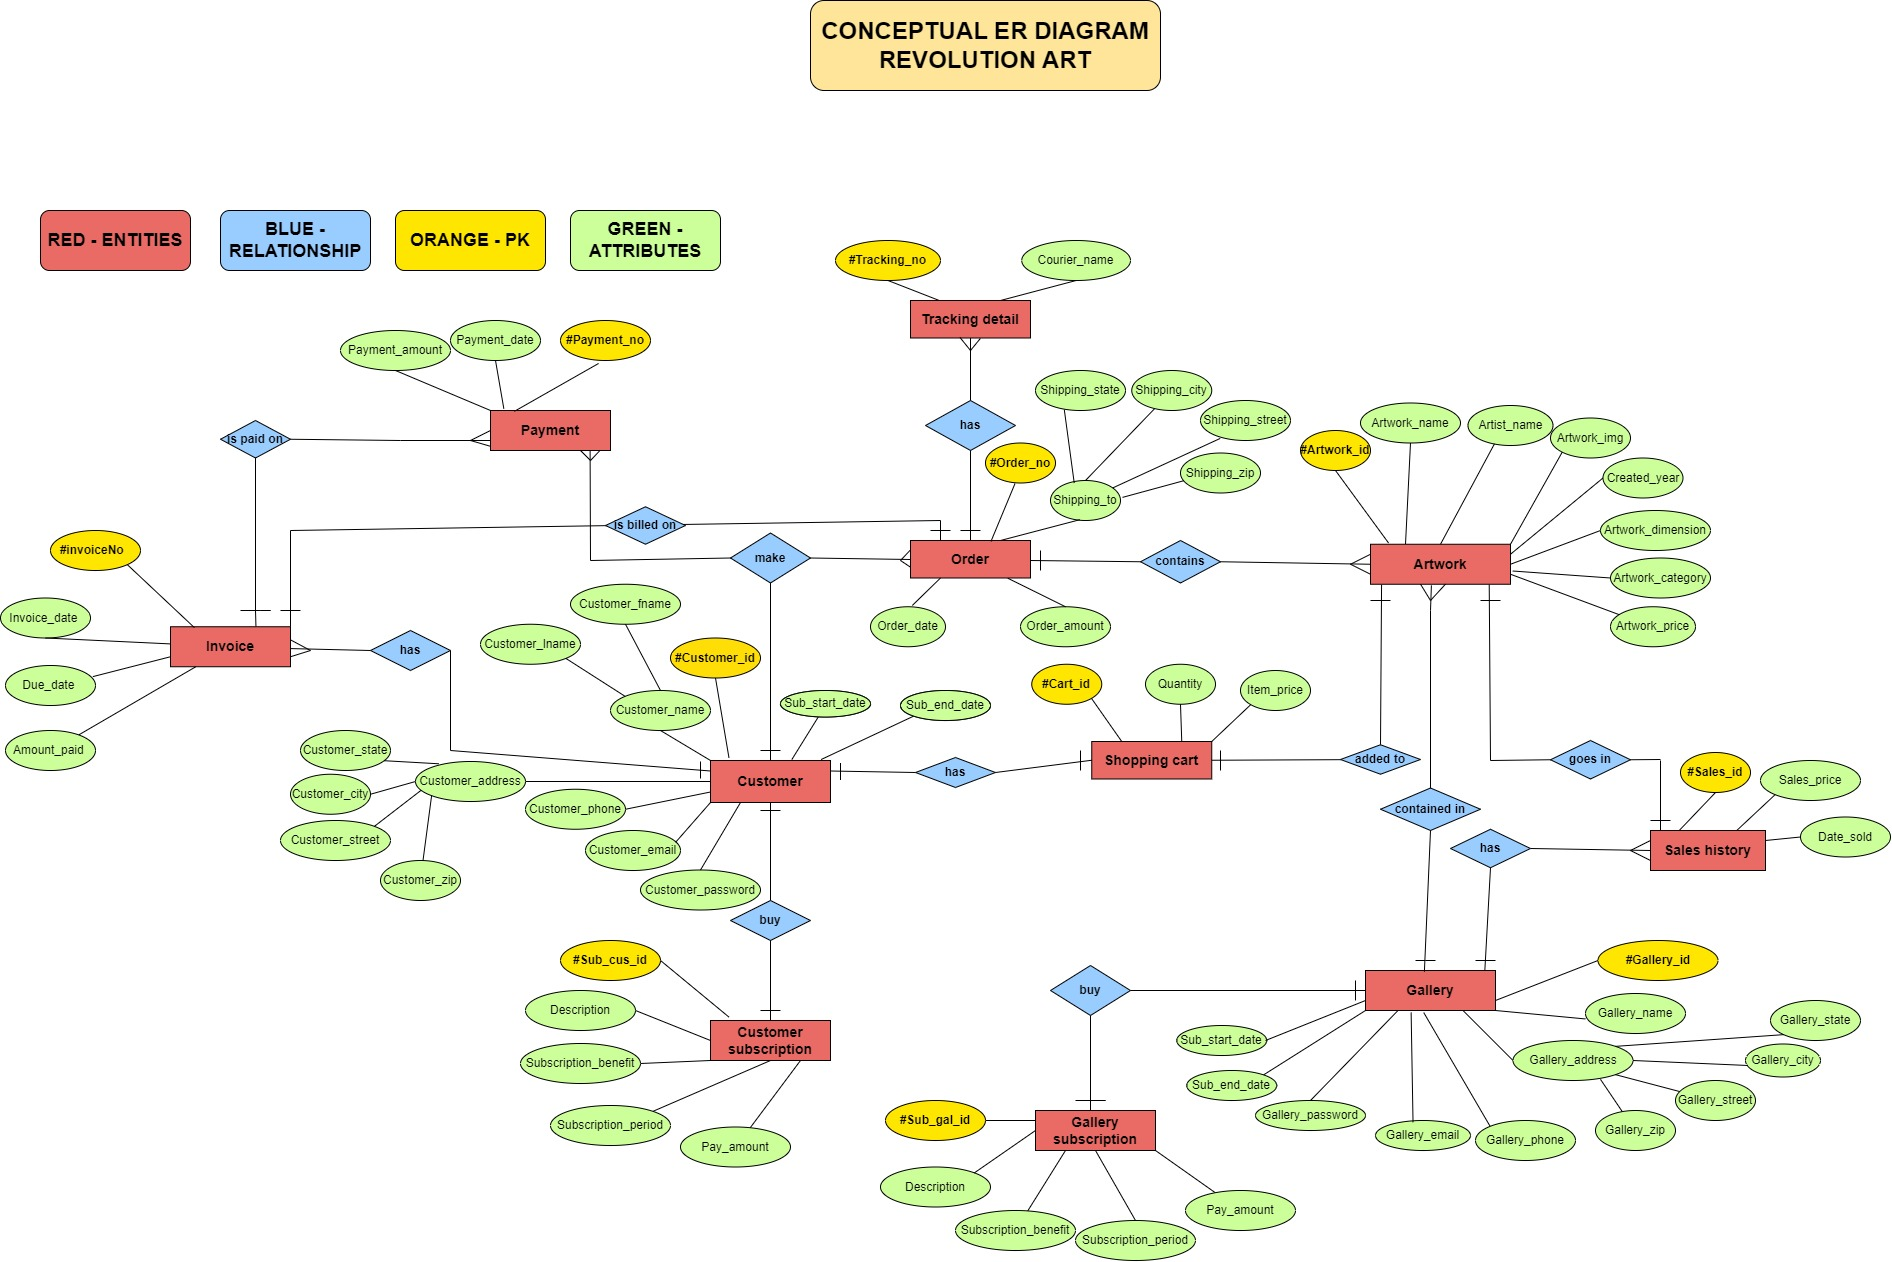 CONCEPTUAL ER DIAGRAM
REVOLUTION ART
RED - ENTITIES
BLUE -
RELATIONSHIP
ORANGE - PK
GREEN -
ATTRIBUTES
#Tracking_no
Courier_name
Tracking detail
Payment_amount
Payment_date
#Payment_no
Payment
is paid on
has
Shipping_state
Shipping_city
Shipping_street
Shipping_zip
Shipping_to
#Order_no
Artwork_name
Artist_name
Artwork_img
#Artwork_id
Created_year
Artwork_dimension
Artwork_category
Artwork_price
is billed on
make
Order
contains
Artwork
#invoiceNo
Invoice_date
Due_date
Amount_paid
Invoice
has
Order_date
Order_amount
Customer_fname
Customer_lname
#Customer_id
Customer_name
Sub_start_date
Sub_end_date
#Cart_id
Quantity
Item_price
Customer_state
Customer_city
Customer_address
Customer_street
Customer_zip
Customer_phone
Customer_email
Customer_password
Customer
has
Shopping cart
added to
goes in
#Sales_id
Sales_price
Date_sold
contained in
has
Sales history
buy
#Sub_cus_id
Description
Subscription_benefit
Subscription_period
Pay_amount
Customer
subscription
buy
Gallery
#Gallery_id
Gallery_name
Gallery_state
Gallery_address
Gallery_city
Gallery_street
Gallery_zip
Sub_start_date
Sub_end_date
Gallery_password
Gallery_email
Gallery_phone
#Sub_gal_id
Gallery
subscription
Description
Subscription_benefit
Subscription_period
Pay_amount